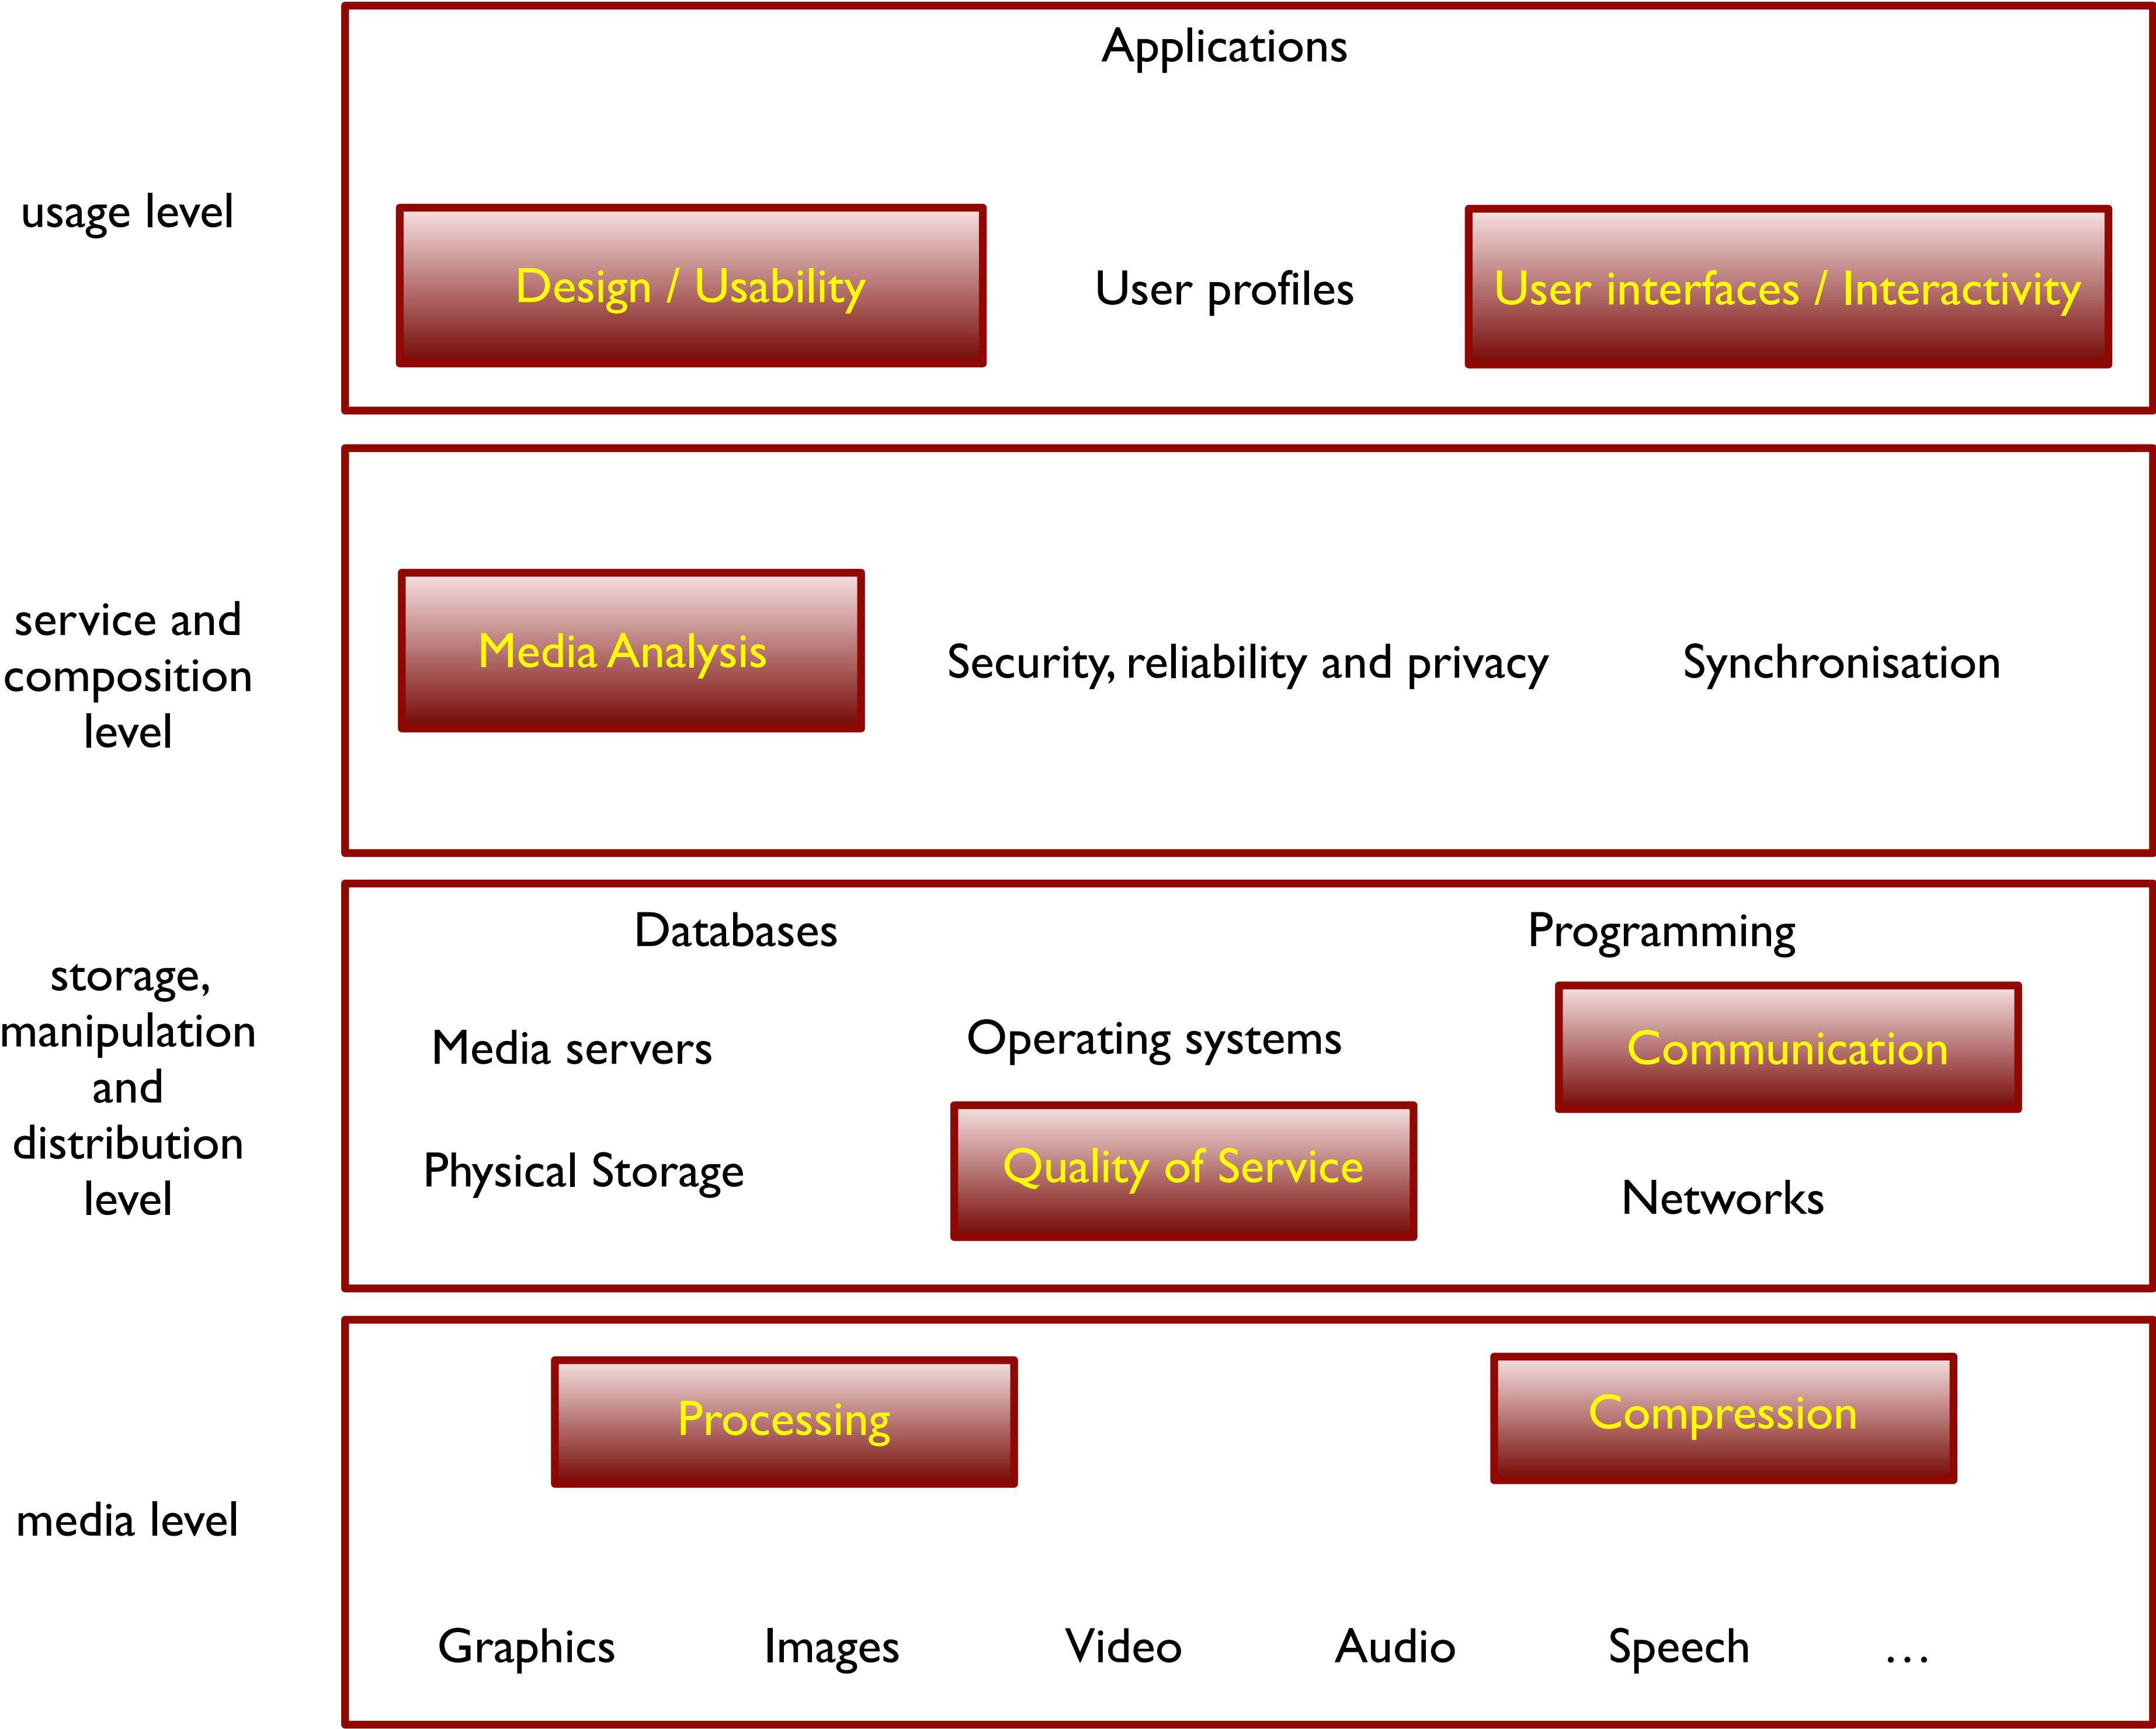 Applications
usage level
Design / Usability
User profiles
User interfaces / Interactivity
service and
composition
level
Media Analysis
Security, reliability and privacy
Synchronisation
storage,
manipulation
and
distribution
level
Databases
Programming
Media servers
Operating systems
Communication
Physical Storage
Quality of Service
Networks
media level
Processing
Compression
Graphics
Images
Video
Audio
Speech
...